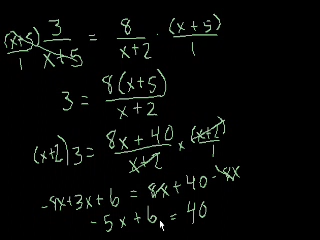 (x+5)/1 · 3/(x+5) = 8/(x+2) · (x+5)/1
3 = 8(x+5)/(x+2)
(x+2) 3 = (8x+40)/(x+2) × (x+2)/1
-8x+3x+6 = 8x+40-8x
-5x+6 = 40